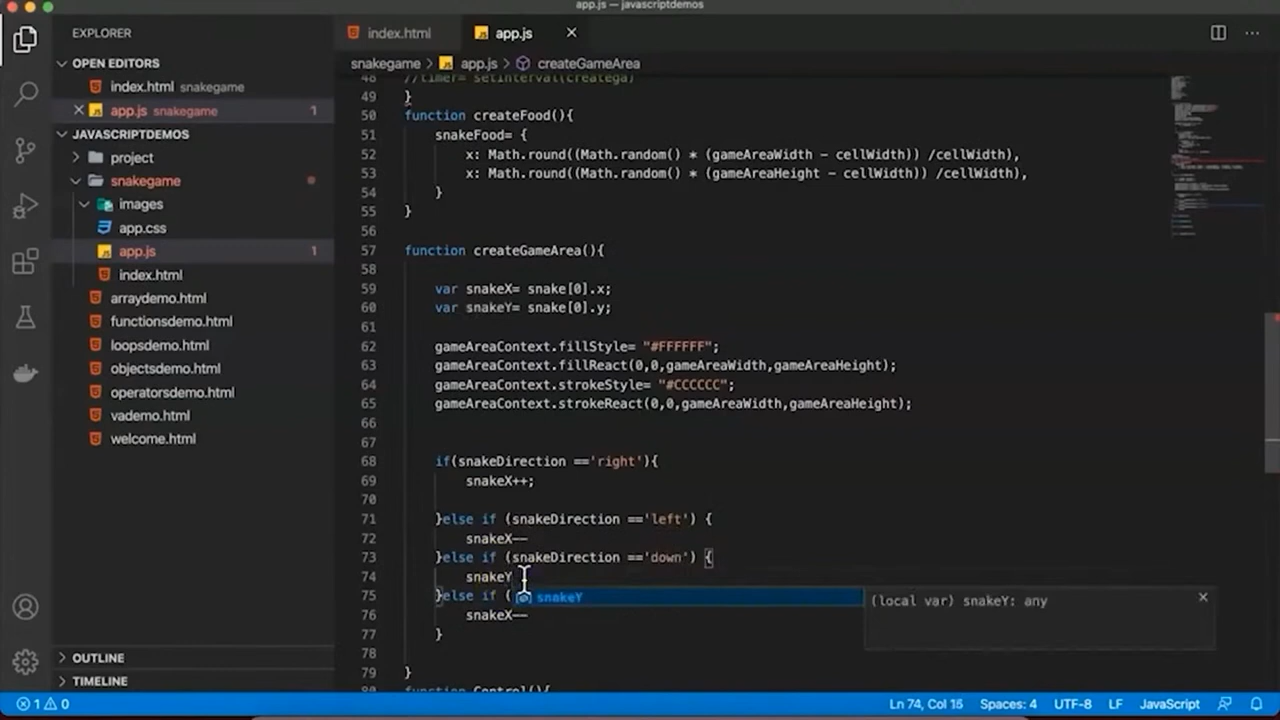 app.js — javascriptdemos
EXPLORER
index.html
app.js
snakegame > app.js > createGameArea
OPEN EDITORS
index.html snakegame
app.js snakegame 1
JAVASCRIPTDEMOS
project
snakegame
images
app.css
app.js 1
index.html
arraydemo.html
functionsdemo.html
loopsdemo.html
objectsdemo.html
operatorsdemo.html
vademo.html
welcome.html
OUTLINE
TIMELINE
48 //timer= setInterval(createga)
49 }
50 function createFood(){
51 snakeFood= {
52 x: Math.round((Math.random() * (gameAreaWidth - cellWidth)) /cellWidth),
53 x: Math.round((Math.random() * (gameAreaHeight - cellWidth)) /cellWidth),
54 }
55 }
56
57 function createGameArea(){
58
59 var snakeX= snake[0].x;
60 var snakeY= snake[0].y;
61
62 gameAreaContext.fillStyle= "#FFFFFF";
63 gameAreaContext.fillReact(0,0,gameAreaWidth,gameAreaHeight);
64 gameAreaContext.strokeStyle= "#CCCCCC";
65 gameAreaContext.strokeReact(0,0,gameAreaWidth,gameAreaHeight);
66
67
68 if(snakeDirection =='right'){
69 snakeX++;
70
71 }else if (snakeDirection =='left') {
72 snakeX--
73 }else if (snakeDirection =='down') {
74 snakeY
75 }else if (
snakeY
(local var) snakeY: any
76 snakeX--
77 }
78
79 }
80 function Control(){
1 0
Ln 74, Col 15 Spaces: 4 UTF-8 LF JavaScript